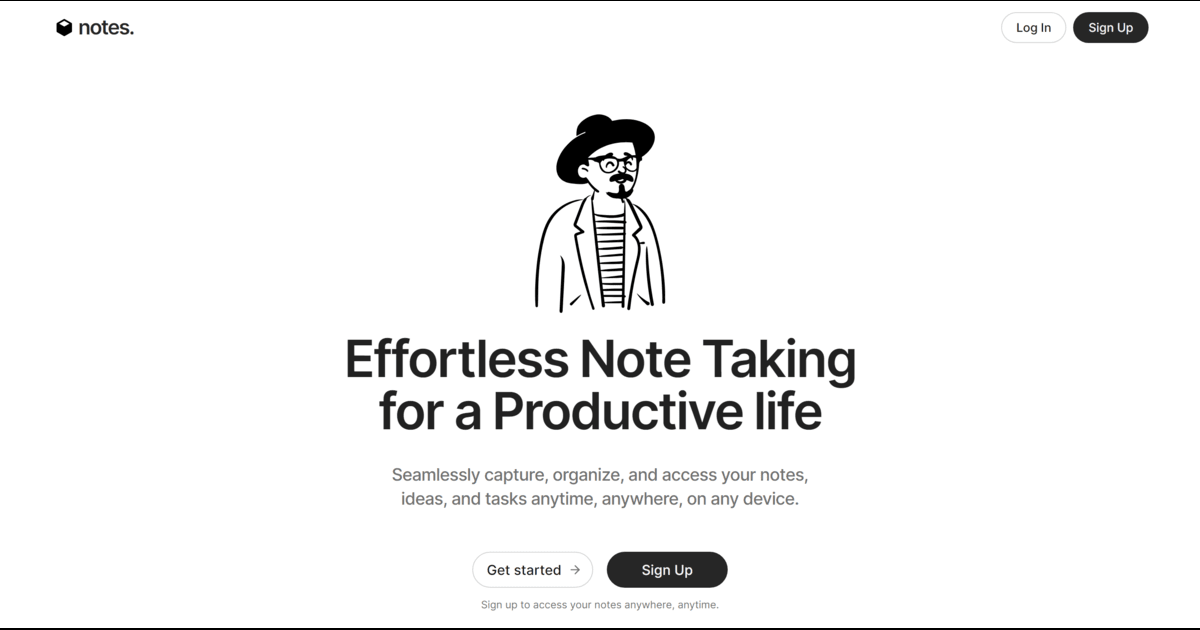 notes.
Log In
Sign Up
Effortless Note Taking
for a Productive life
Seamlessly capture, organize, and access your notes,
ideas, and tasks anytime, anywhere, on any device.
Get started →
Sign Up
Sign up to access your notes anywhere, anytime.